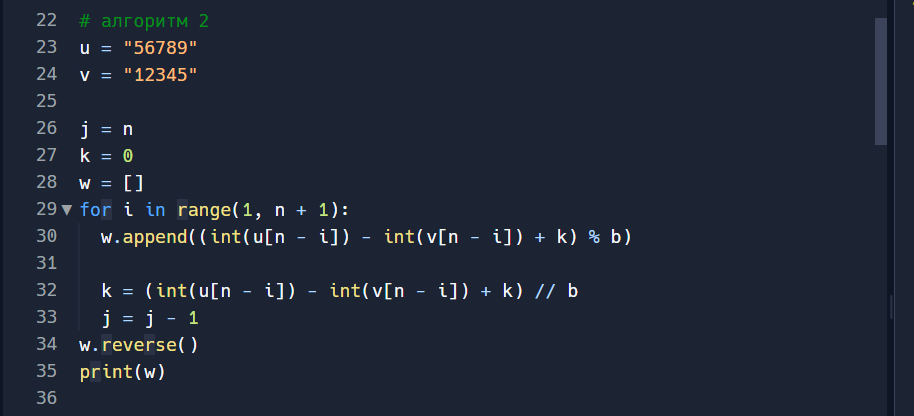 22 # алгоритм 2
23 u = "56789"
24 v = "12345"
25
26 j = n
27 k = 0
28 w = []
29 for i in range(1, n + 1):
30   w.append((int(u[n - i]) - int(v[n - i]) + k) % b)
31
32   k = (int(u[n - i]) - int(v[n - i]) + k) // b
33   j = j - 1
34 w.reverse()
35 print(w)
36